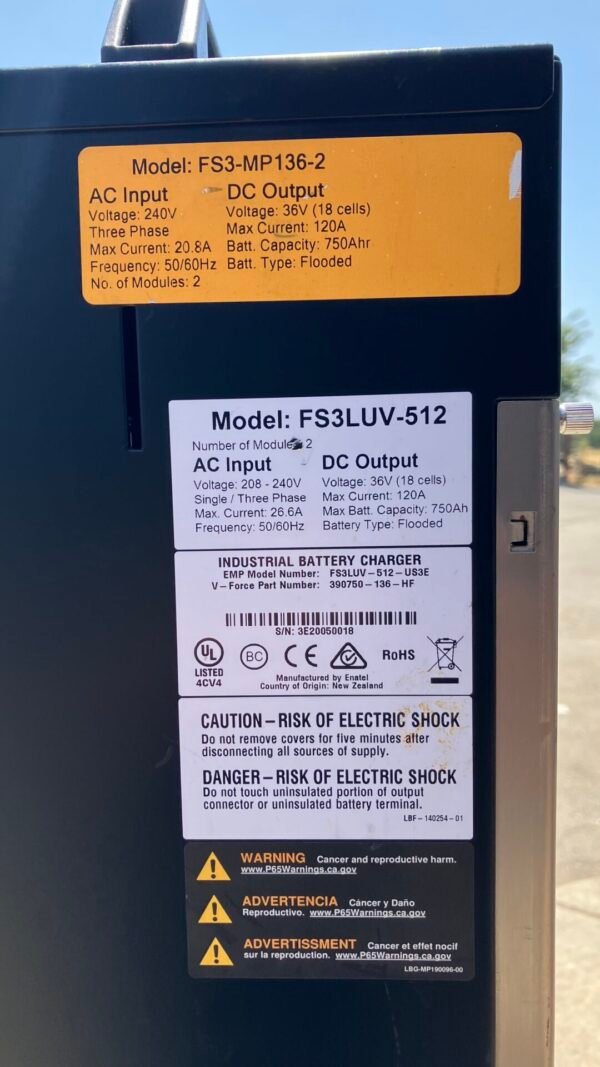 Model: FS3-MP136-2
AC Input
Voltage: 240V
Three Phase
Max Current: 20.8A
Frequency: 50/60Hz
No. of Modules: 2
DC Output
Voltage: 36V (18 cells)
Max Current: 120A
Batt. Capacity: 750Ahr
Batt. Type: Flooded
Model: FS3LUV-512
Number of Modules 2
AC Input
Voltage: 208 - 240V
Single / Three Phase
Max. Current: 26.6A
Frequency: 50/60Hz
DC Output
Voltage: 36V (18 cells)
Max Current: 120A
Max Batt. Capacity: 750Ah
Battery Type: Flooded
INDUSTRIAL BATTERY CHARGER
EMP Model Number: FS3LUV-512-US3E
V-Force Part Number: 390750-136-HF
S/N: 3E20050018
UL
LISTED
4CV4
BC
CE
RoHS
Manufactured by Enatel
Country of Origin: New Zealand
CAUTION – RISK OF ELECTRIC SHOCK
Do not remove covers for five minutes after
disconnecting all sources of supply.
DANGER – RISK OF ELECTRIC SHOCK
Do not touch uninsulated portion of output
connector or uninsulated battery terminal.
LBF-140254-01
WARNING Cancer and reproductive harm.
www.P65Warnings.ca.gov
ADVERTENCIA Cáncer y Daño
Reproductivo. www.P65Warnings.ca.gov
ADVERTISSMENT Cancer et effet nocif
sur la reproduction. www.P65Warnings.ca.gov
LBG-MP190096-00